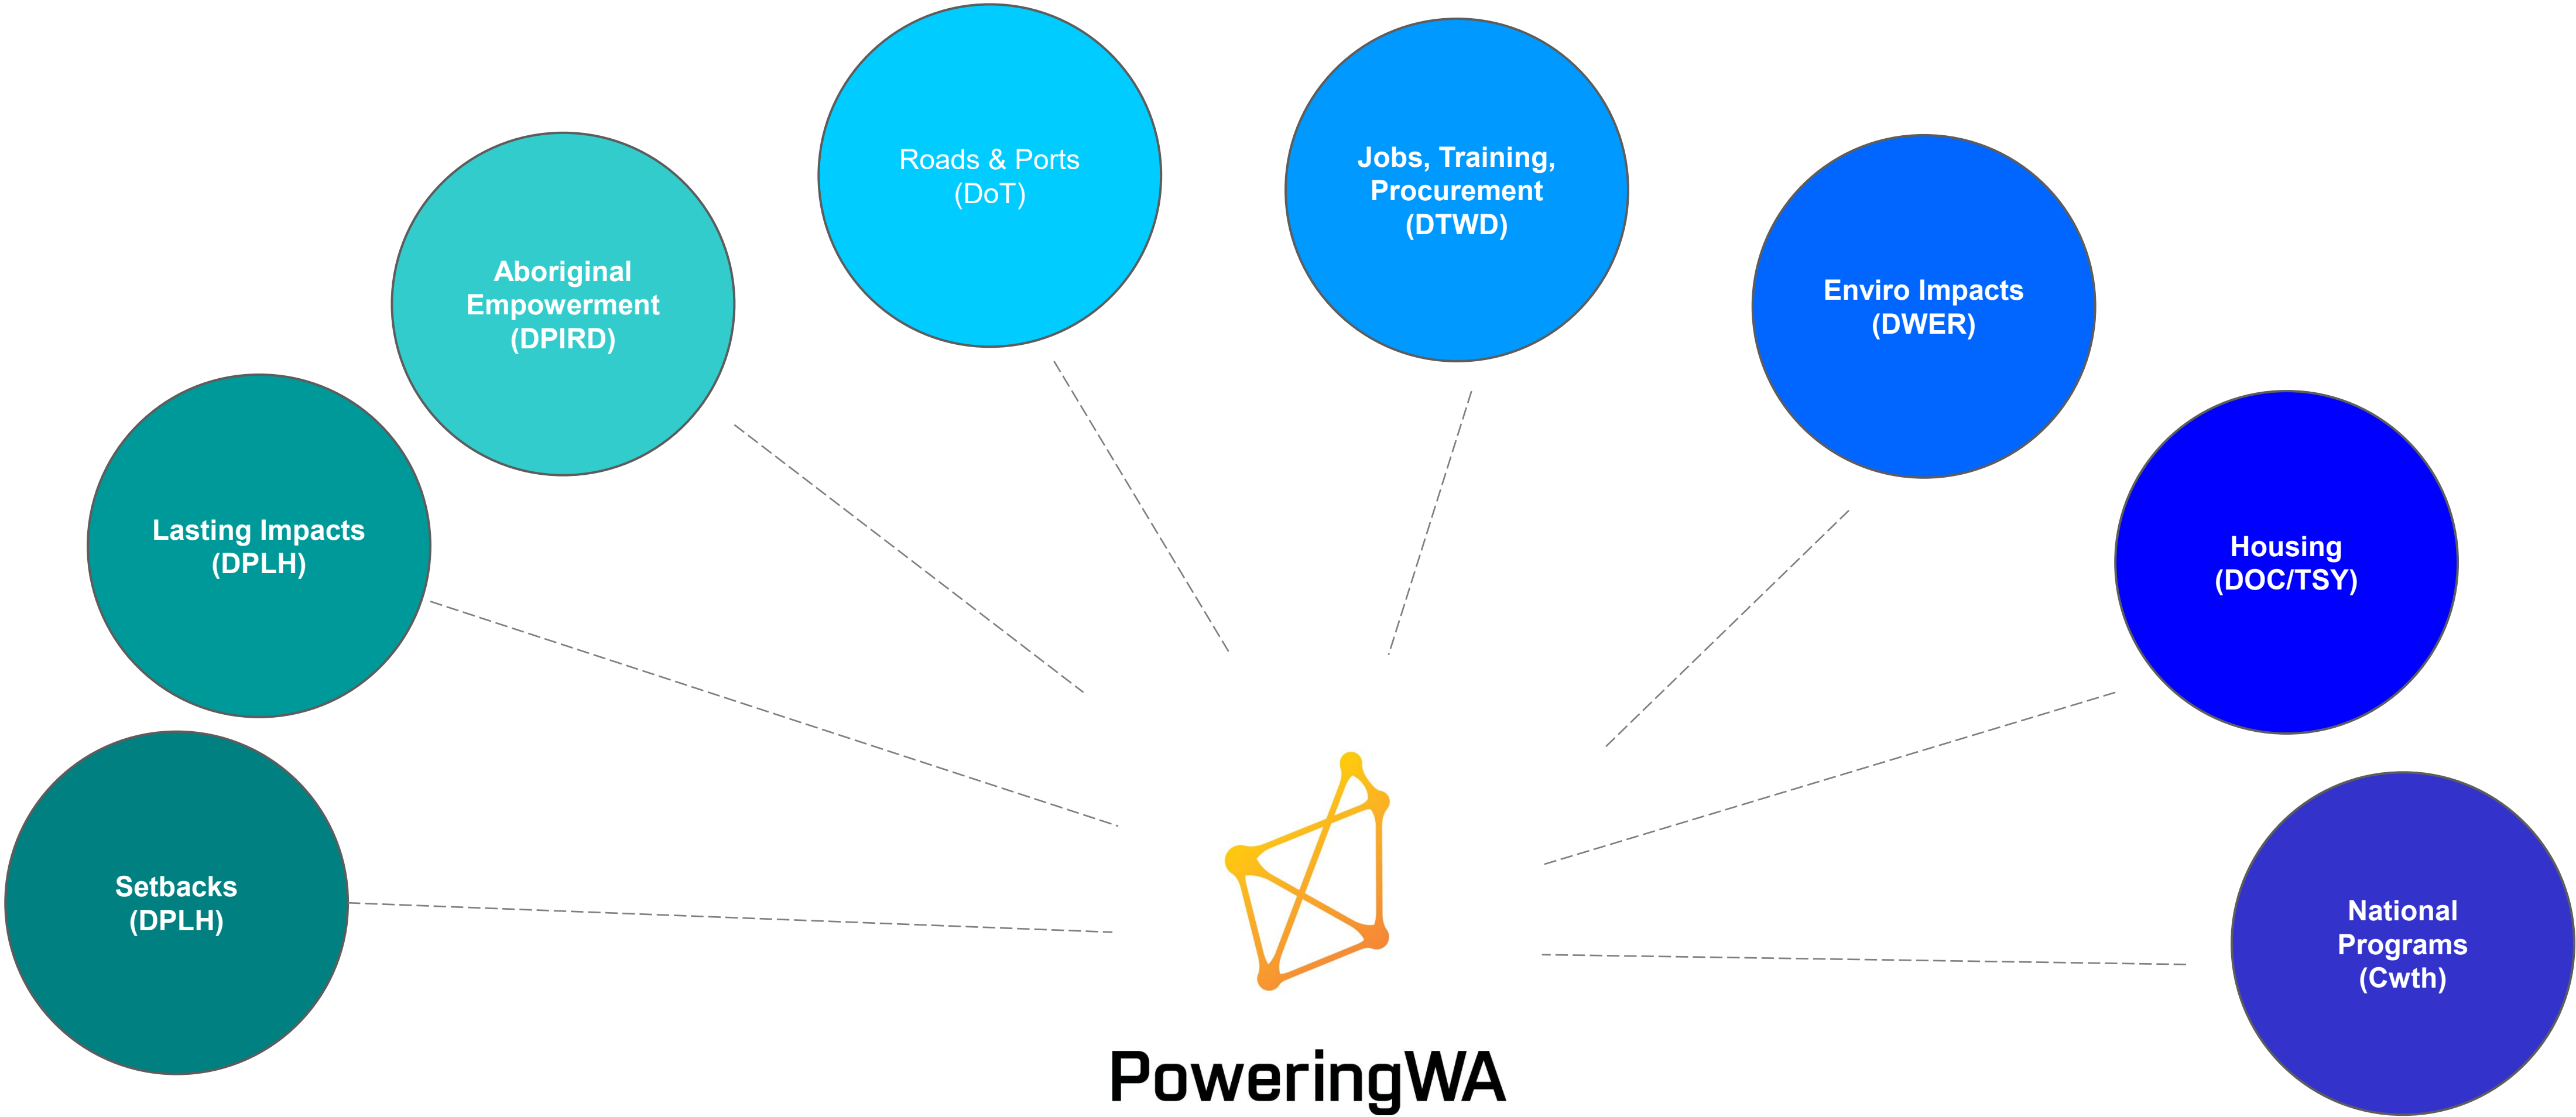 Setbacks
(DPLH)
Lasting Impacts
(DPLH)
Aboriginal
Empowerment
(DPIRD)
Roads & Ports
(DoT)
Jobs, Training,
Procurement
(DTWD)
Enviro Impacts
(DWER)
Housing
(DOC/TSY)
National
Programs
(Cwth)
PoweringWA